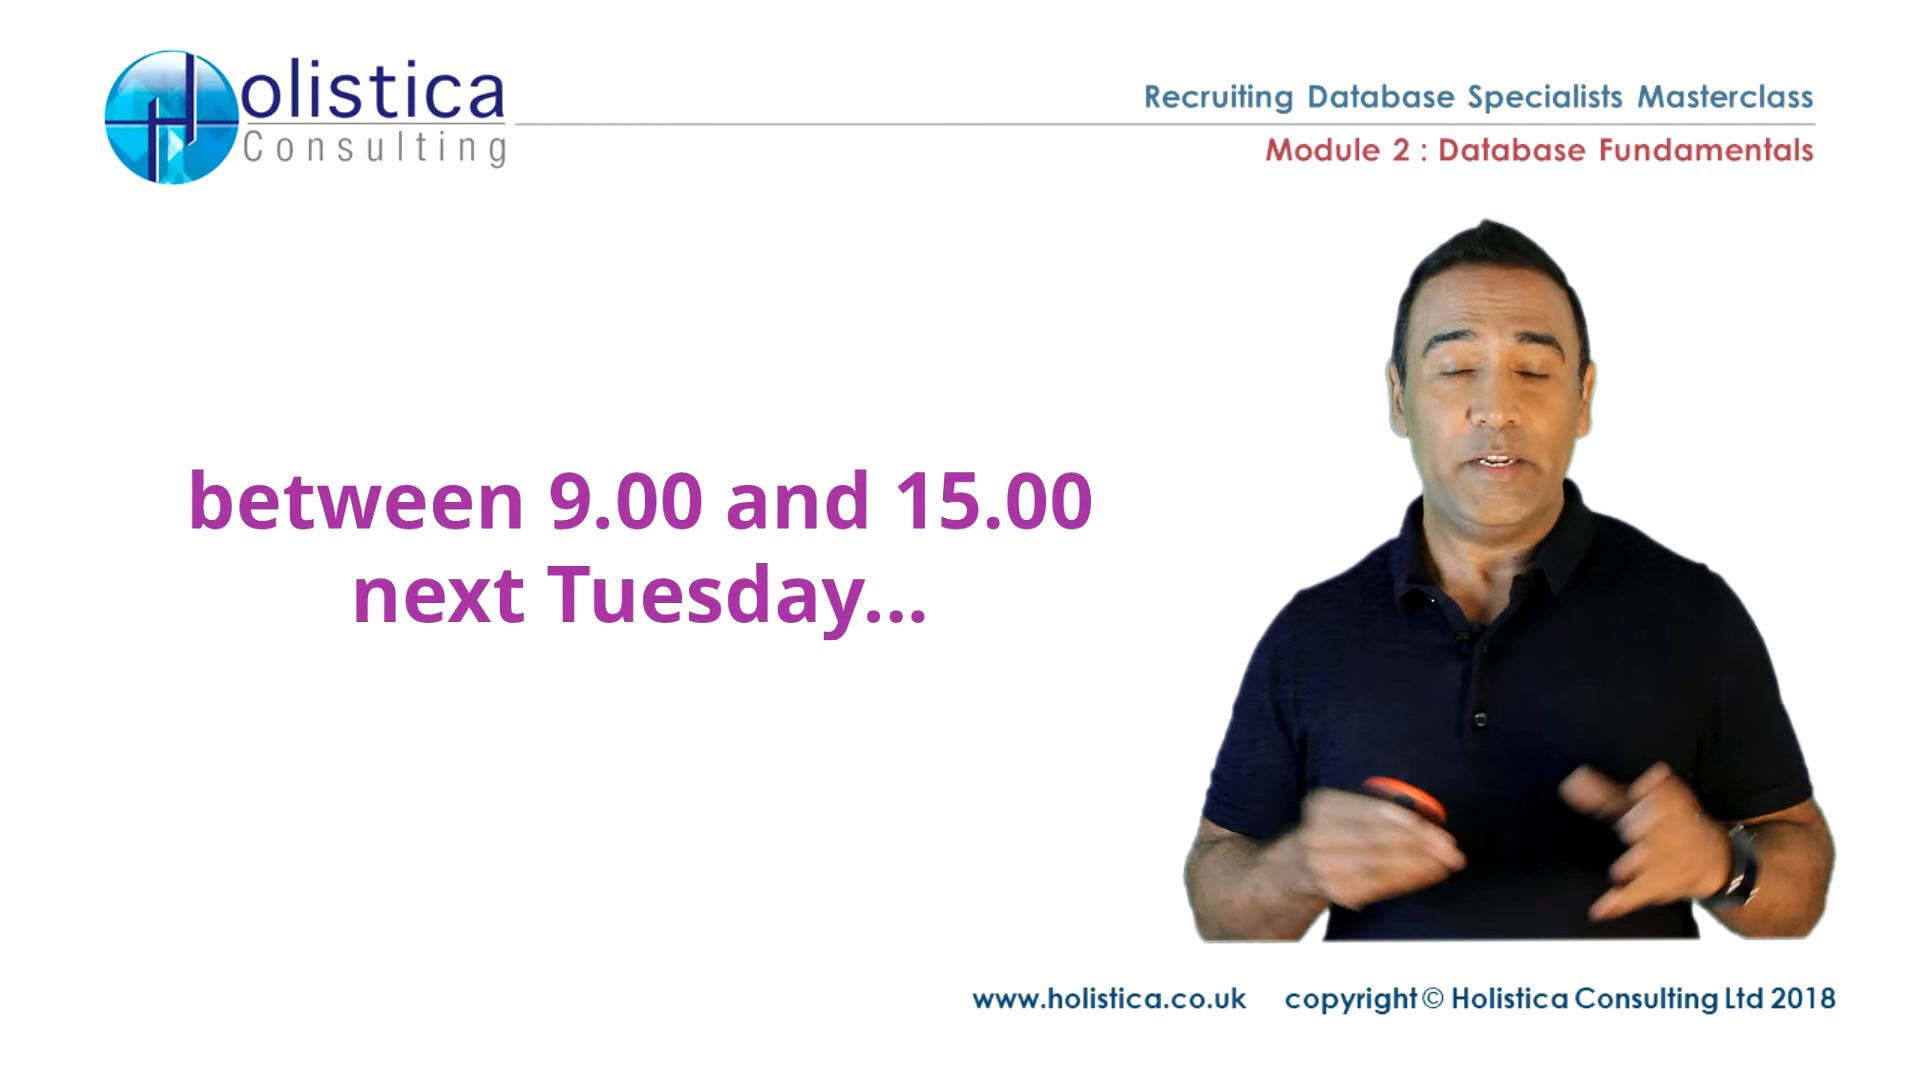 Holistica
Consulting
Recruiting Database Specialists Masterclass
Module 2 : Database Fundamentals
between 9.00 and 15.00
next Tuesday...
www.holistica.co.uk copyright © Holistica Consulting Ltd 2018